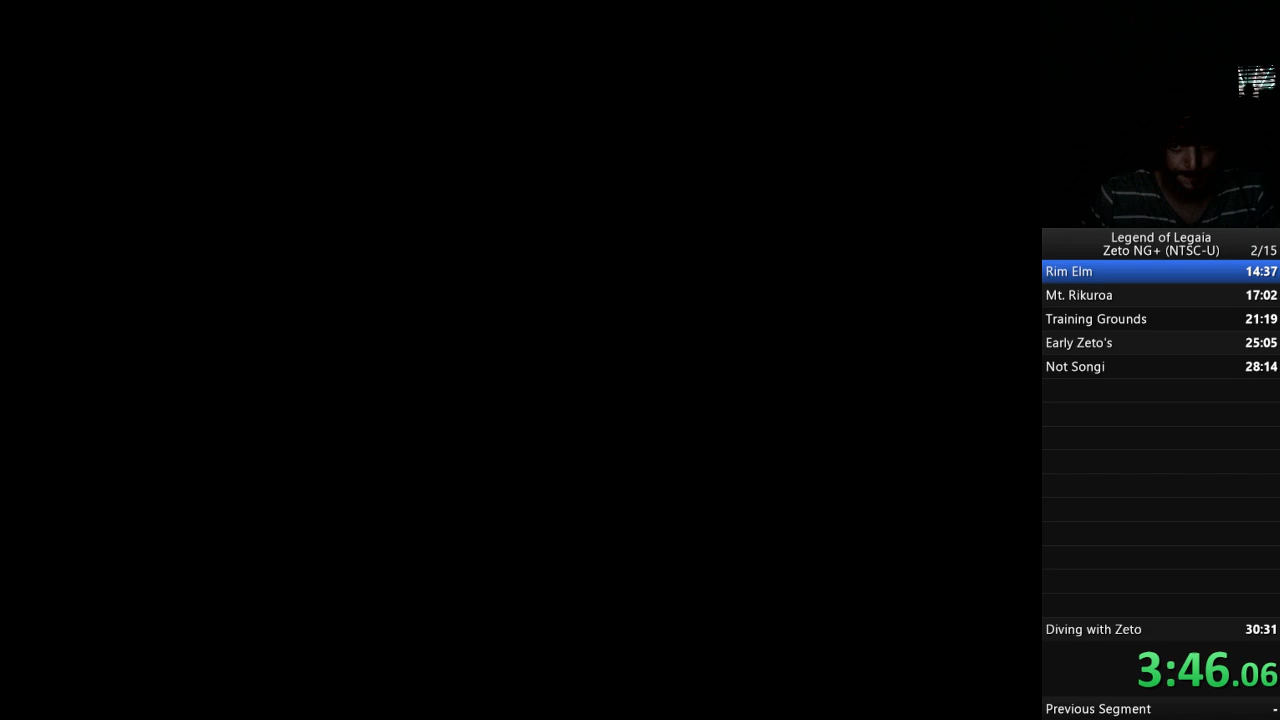 Legend of Legaia
Zeto NG+ (NTSC-U) 2/15
Rim Elm 14:37
Mt. Rikuroa 17:02
Training Grounds 21:19
Early Zeto's 25:05
Not Songi 28:14
Diving with Zeto 30:31
3:46.06
Previous Segment -